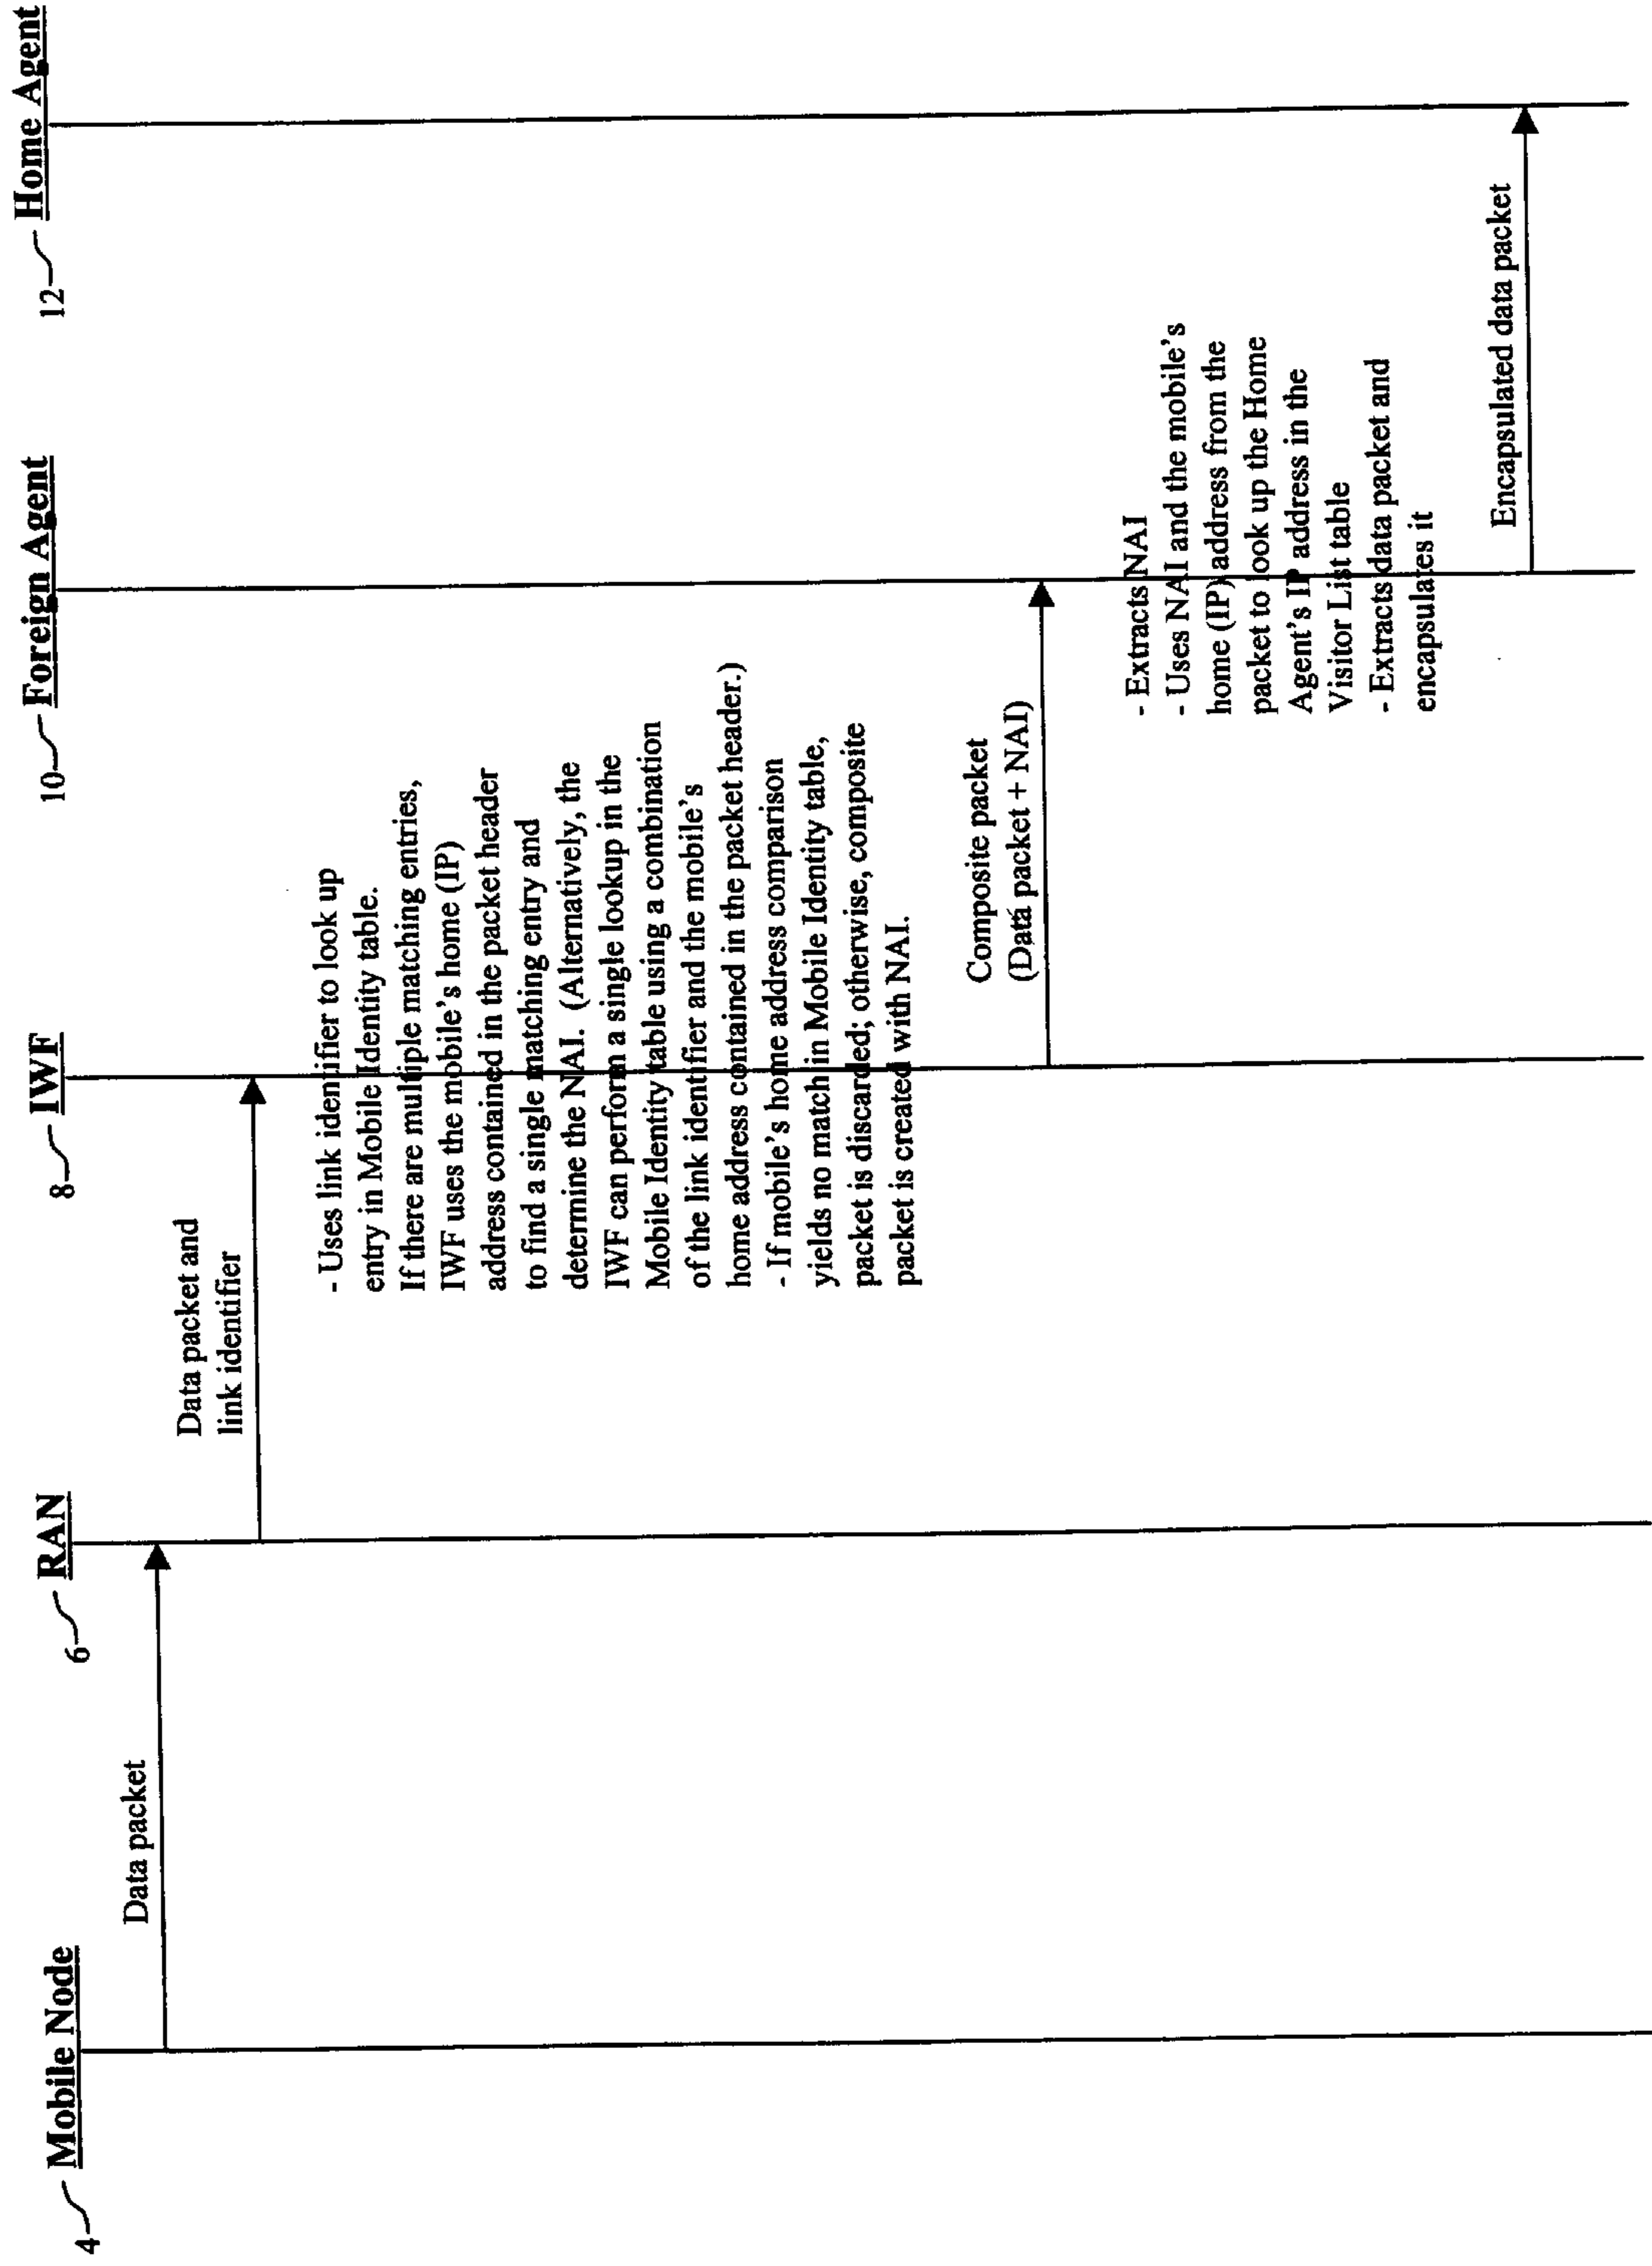 4 Mobile Node
6 RAN
8 IWF
10 Foreign Agent
12 Home Agent
Data packet
Data packet and
link identifier
- Uses link identifier to look up
entry in Mobile Identity table.
If there are multiple matching entries,
IWF uses the mobile's home (IP)
address contained in the packet header
to find a single matching entry and
determine the NAI. (Alternatively, the
IWF can perform a single lookup in the
Mobile Identity table using a combination
of the link identifier and the mobile's
home address contained in the packet header.)
- If mobile's home address comparison
yields no match in Mobile Identity table,
packet is discarded; otherwise, composite
packet is created with NAI.
Composite packet
(Data packet + NAI)
- Extracts NAI
- Uses NAI and the mobile's
home (IP) address from the
packet to look up the Home
Agent's IP address in the
Visitor List table
- Extracts data packet and
encapsulates it
Encapsulated data packet